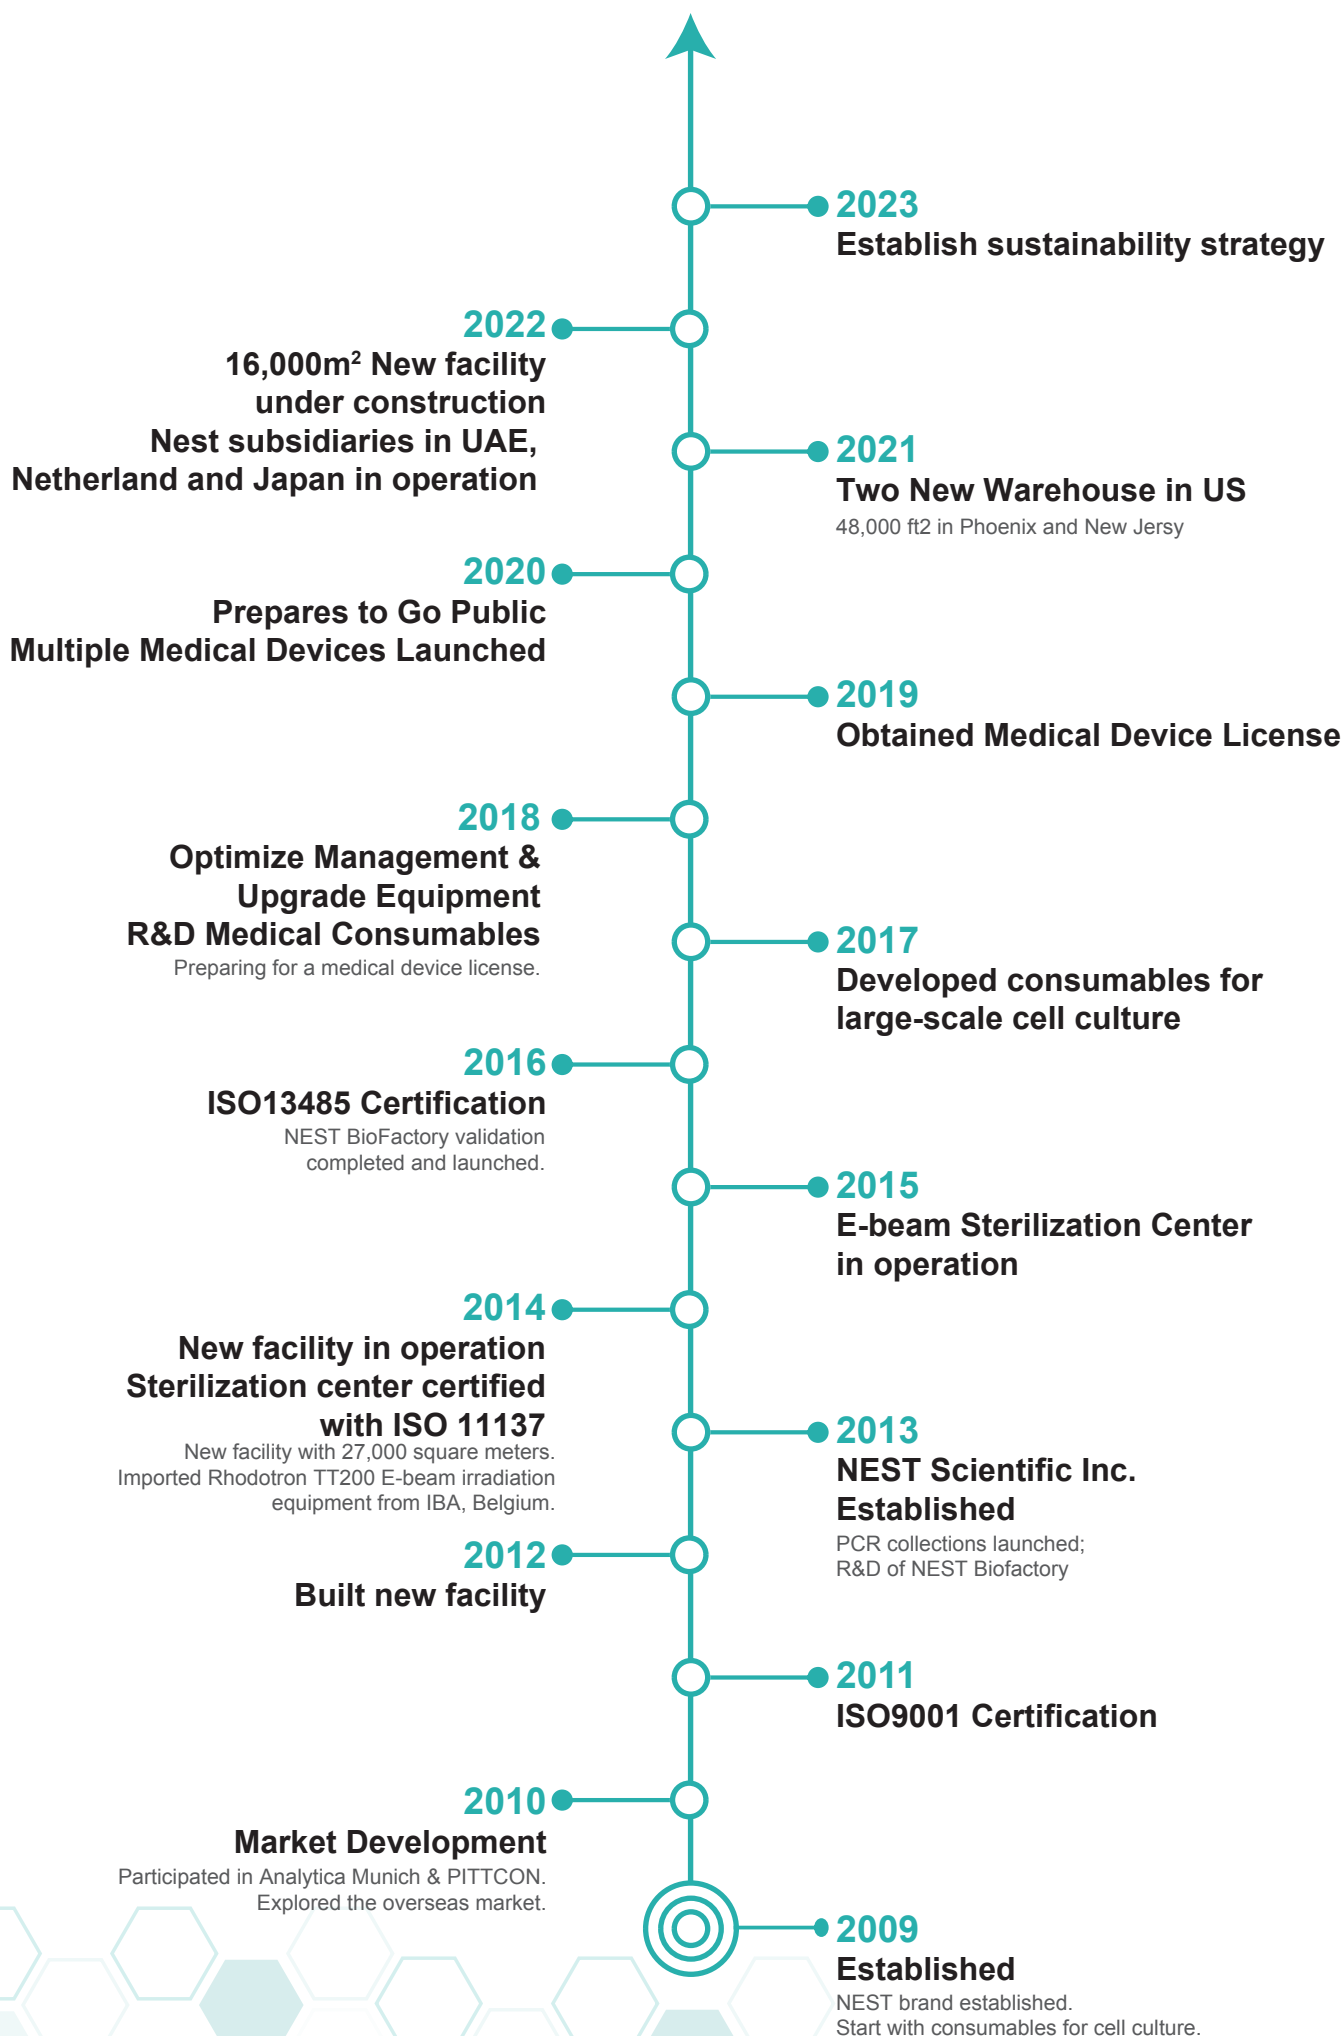 2023
Establish sustainability strategy
2022
16,000m² New facility
under construction
Nest subsidiaries in UAE,
Netherland and Japan in operation
2021
Two New Warehouse in US
48,000 ft2 in Phoenix and New Jersy
2020
Prepares to Go Public
Multiple Medical Devices Launched
2019
Obtained Medical Device License
2018
Optimize Management &
Upgrade Equipment
R&D Medical Consumables
Preparing for a medical device license.
2017
Developed consumables for
large-scale cell culture
2016
ISO13485 Certification
NEST BioFactory validation
completed and launched.
2015
E-beam Sterilization Center
in operation
2014
New facility in operation
Sterilization center certified
with ISO 11137
New facility with 27,000 square meters.
Imported Rhodotron TT200 E-beam irradiation
equipment from IBA, Belgium.
2013
NEST Scientific Inc.
Established
PCR collections launched;
R&D of NEST Biofactory
2012
Built new facility
2011
ISO9001 Certification
2010
Market Development
Participated in Analytica Munich & PITTCON.
Explored the overseas market.
2009
Established
NEST brand established.
Start with consumables for cell culture.